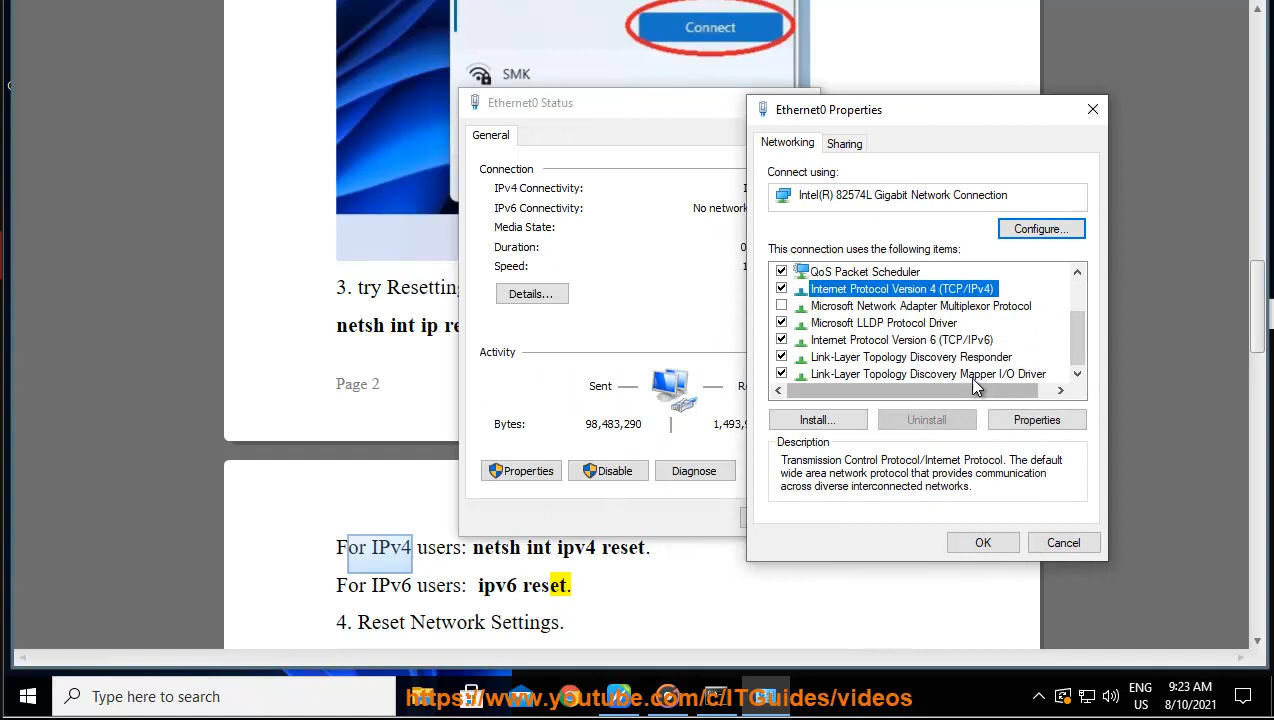 Connect
SMK
Ethernet0 Status
General
Connection
IPv4 Connectivity:
IPv6 Connectivity:
No network
Media State:
Duration:
Speed:
Details...
Activity
Sent
Bytes:
98,483,290
1,493,9
Properties
Disable
Diagnose
Ethernet0 Properties
Networking
Sharing
Connect using:
Intel(R) 82574L Gigabit Network Connection
Configure...
This connection uses the following items:
QoS Packet Scheduler
Internet Protocol Version 4 (TCP/IPv4)
Microsoft Network Adapter Multiplexor Protocol
Microsoft LLDP Protocol Driver
Internet Protocol Version 6 (TCP/IPv6)
Link-Layer Topology Discovery Responder
Link-Layer Topology Discovery Mapper I/O Driver
Install...
Uninstall
Properties
Description
Transmission Control Protocol/Internet Protocol. The default
wide area network protocol that provides communication
across diverse interconnected networks.
OK
Cancel
3. try Resetting
netsh int ip re
Page 2
For IPv4 users: netsh int ipv4 reset.
For IPv6 users: ipv6 reset.
4. Reset Network Settings.
Type here to search
https://www.youtube.com/c/ITGuides/videos
ENG
US
9:23 AM
8/10/2021